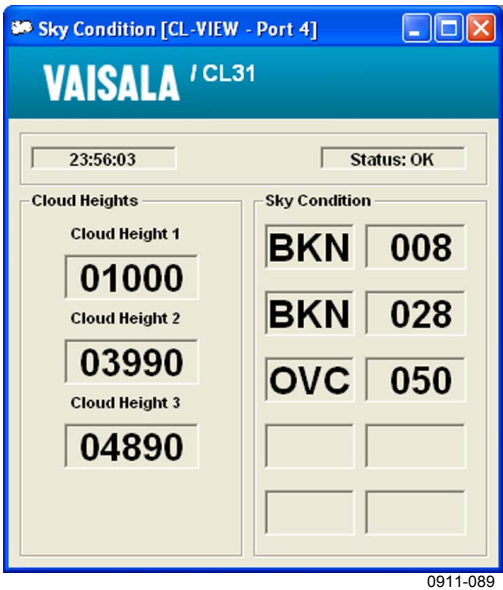 Sky Condition [CL-VIEW - Port 4]
VAISALA / CL31
23:56:03
Status: OK
Cloud Heights
Cloud Height 1
01000
Cloud Height 2
03990
Cloud Height 3
04890
Sky Condition
BKN 008
BKN 028
OVC 050
0911-089